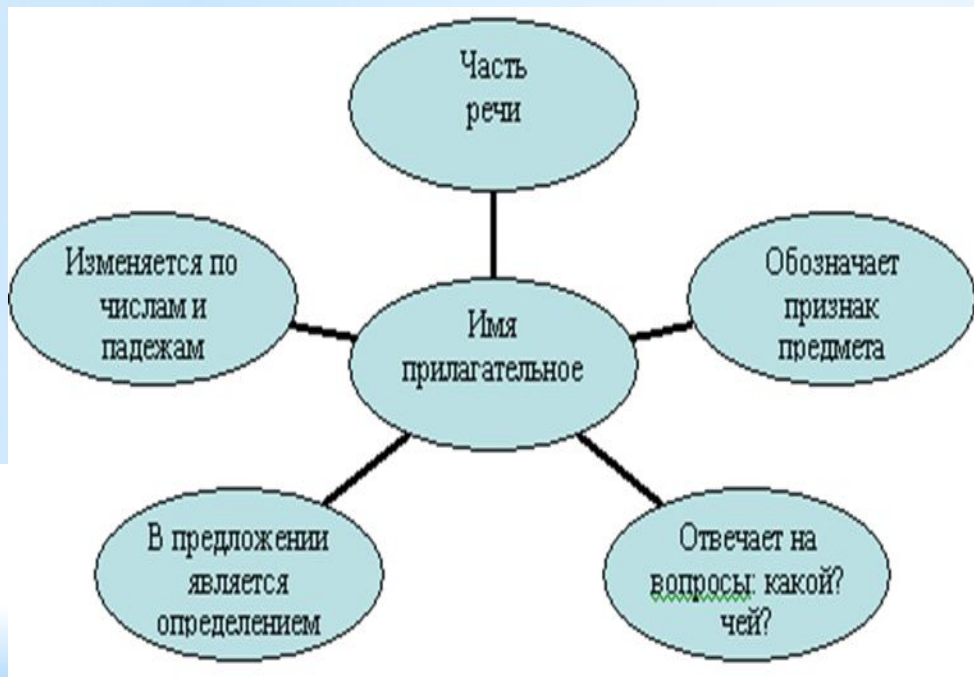 Часть
речи
Изменяется по
числам и
падежам
Обозначает
признак
предмета
Имя
прилагательное
В предложении
является
определением
Отвечает на
вопросы: какой?
чей?